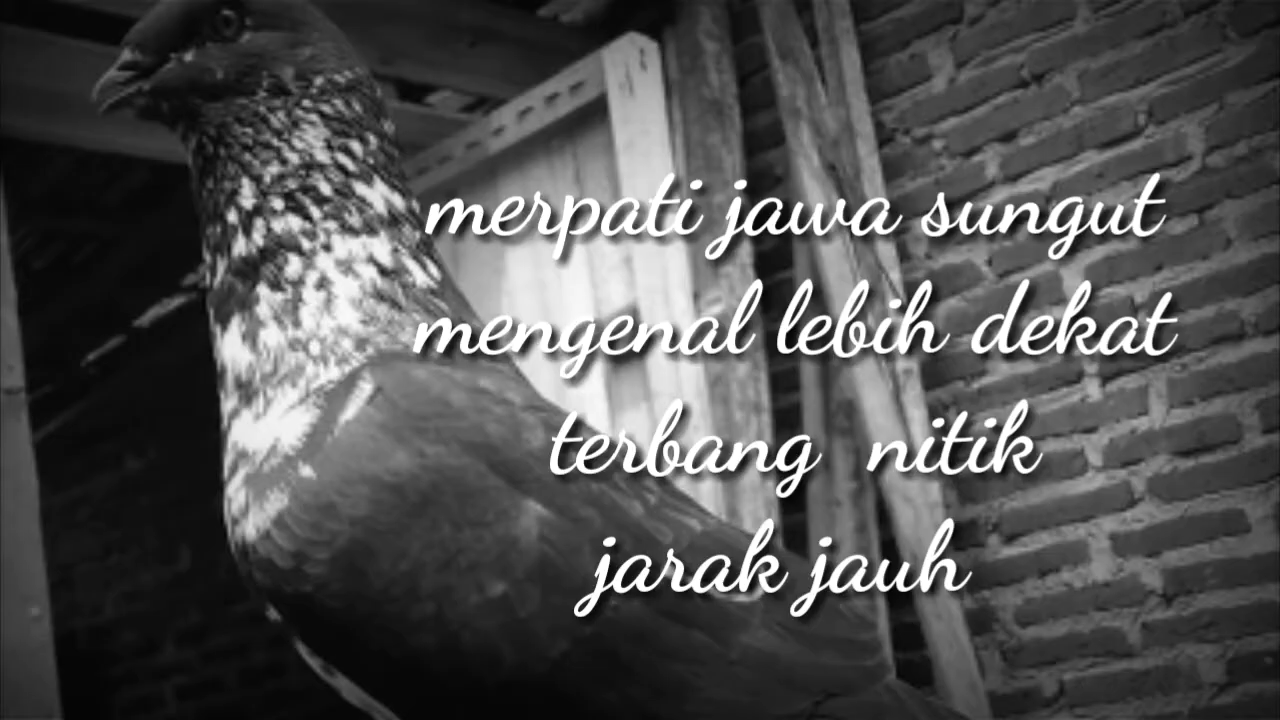 merpati jawa sungut
mengenal lebih dekat
terbang nitik
jarak jauh